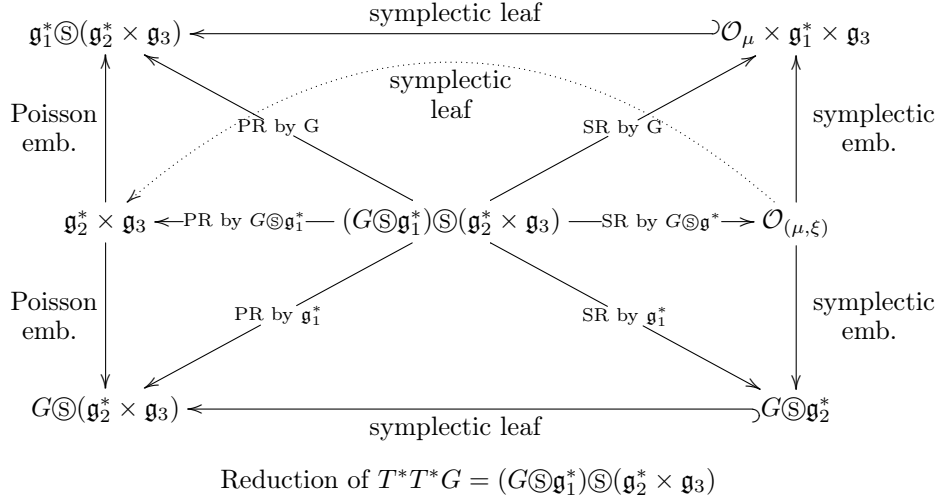 symplectic leaf
𝔤₁*Ⓢ(𝔤₂* × 𝔤₃)
𝒪_μ × 𝔤₁* × 𝔤₃
symplectic
leaf
Poisson
emb.
PR by G
SR by G
symplectic
emb.
𝔤₂* × 𝔤₃
PR by GⓈ𝔤₁*
(GⓈ𝔤₁*)Ⓢ(𝔤₂* × 𝔤₃)
SR by GⓈ𝔤*
𝒪_(μ,ξ)
Poisson
emb.
PR by 𝔤₁*
SR by 𝔤₁*
symplectic
emb.
GⓈ(𝔤₂* × 𝔤₃)
GⓈ𝔤₂*
symplectic leaf
Reduction of T*T*G = (GⓈ𝔤₁*)Ⓢ(𝔤₂* × 𝔤₃)